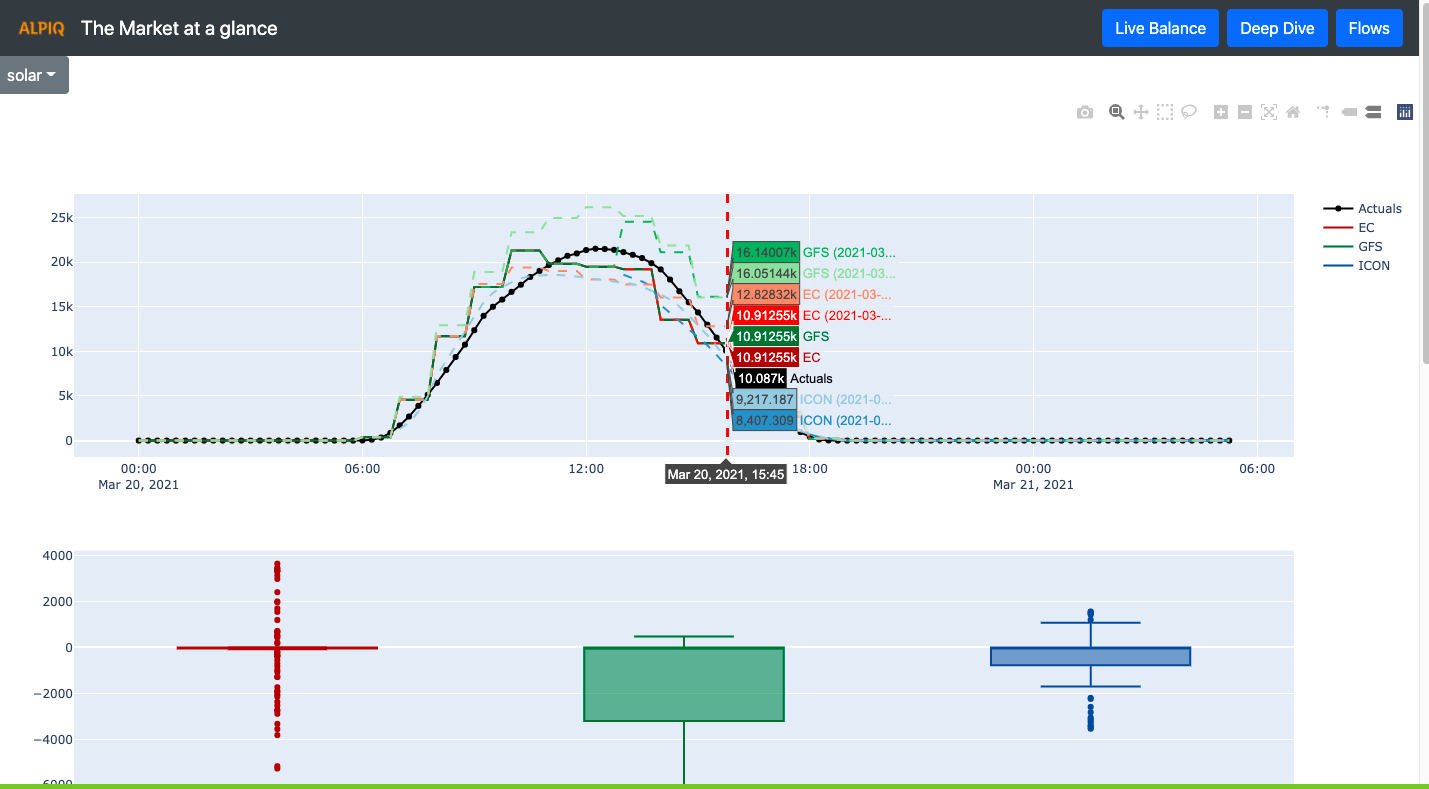 ALPIQ The Market at a glance Live Balance Deep Dive Flows
solar
25k
20k
15k
10k
5k
0
Actuals
EC
GFS
ICON
16.14007k GFS (2021-03...
16.05144k GFS (2021-03...
12.82832k EC (2021-03-...
10.91255k EC (2021-03-...
10.91255k GFS
10.91255k EC
10.087k Actuals
9,217.187 ICON (2021-0...
8,407.309 ICON (2021-0...
00:00 06:00 12:00 18:00 00:00 06:00
Mar 20, 2021 Mar 21, 2021
Mar 20, 2021, 15:45
4000
2000
0
−2000
−4000